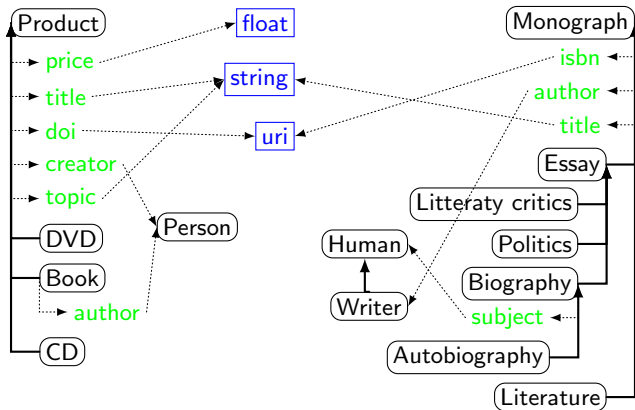 Product
float
Monograph
price
isbn
title
string
author
doi
uri
title
creator
Essay
topic
Litteraty critics
Person
DVD
Human
Politics
Book
Biography
author
Writer
subject
CD
Autobiography
Literature